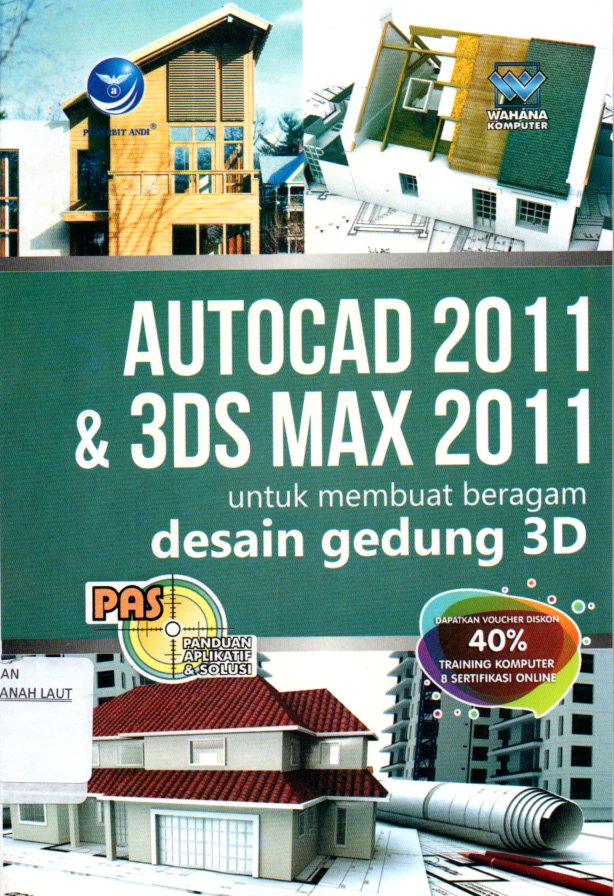 a
PENERBIT ANDI®
WAHANA
KOMPUTER
AUTOCAD 2011
& 3DS MAX 2011
untuk membuat beragam
desain gedung 3D
PAS
PANDUAN
APLIKATIF
& SOLUSI
DAPATKAN VOUCHER DISKON
40%
TRAINING KOMPUTER
& SERTIFIKASI ONLINE
AN
ANAH LAUT